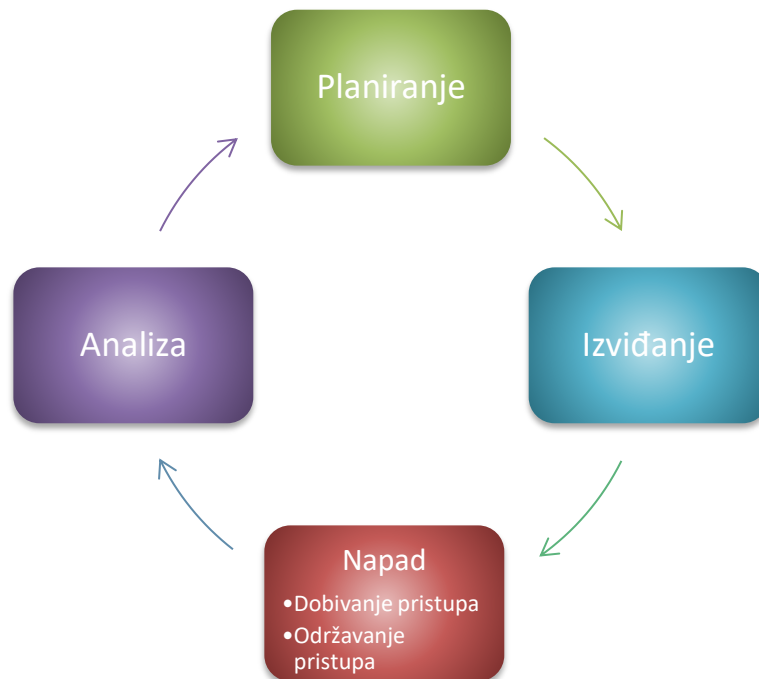 Planiranje
Izviđanje
Napad
•Dobivanje pristupa
•Održavanje
pristupa
Analiza